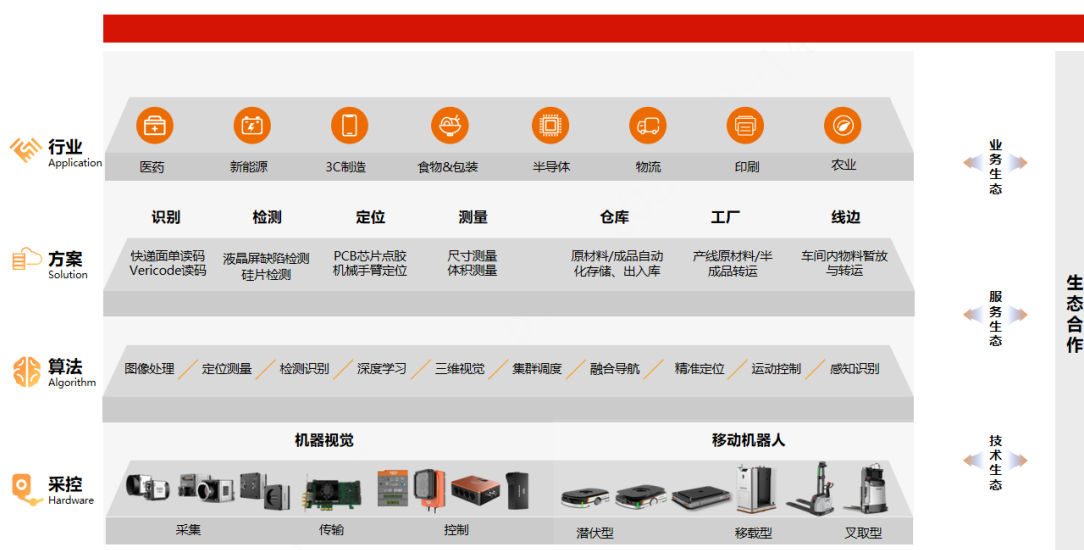 行业
Application
医药
新能源
3C制造
食物&包装
半导体
物流
印刷
农业
识别
检测
定位
测量
仓库
工厂
线边
方案
Solution
快递面单读码
Vericode读码
液晶屏缺陷检测
硅片检测
PCB芯片点胶
机械手臂定位
尺寸测量
体积测量
原材料/成品自动
化存储、出入库
产线原材料/半
成品转运
车间内物料暂放
与转运
算法
Algorithm
图像处理
定位测量
检测识别
深度学习
三维视觉
集群调度
融合导航
精准定位
运动控制
感知识别
机器视觉
移动机器人
采控
Hardware
采集
传输
控制
潜伏型
移载型
叉取型
业务生态
服务生态
技术生态
生态合作